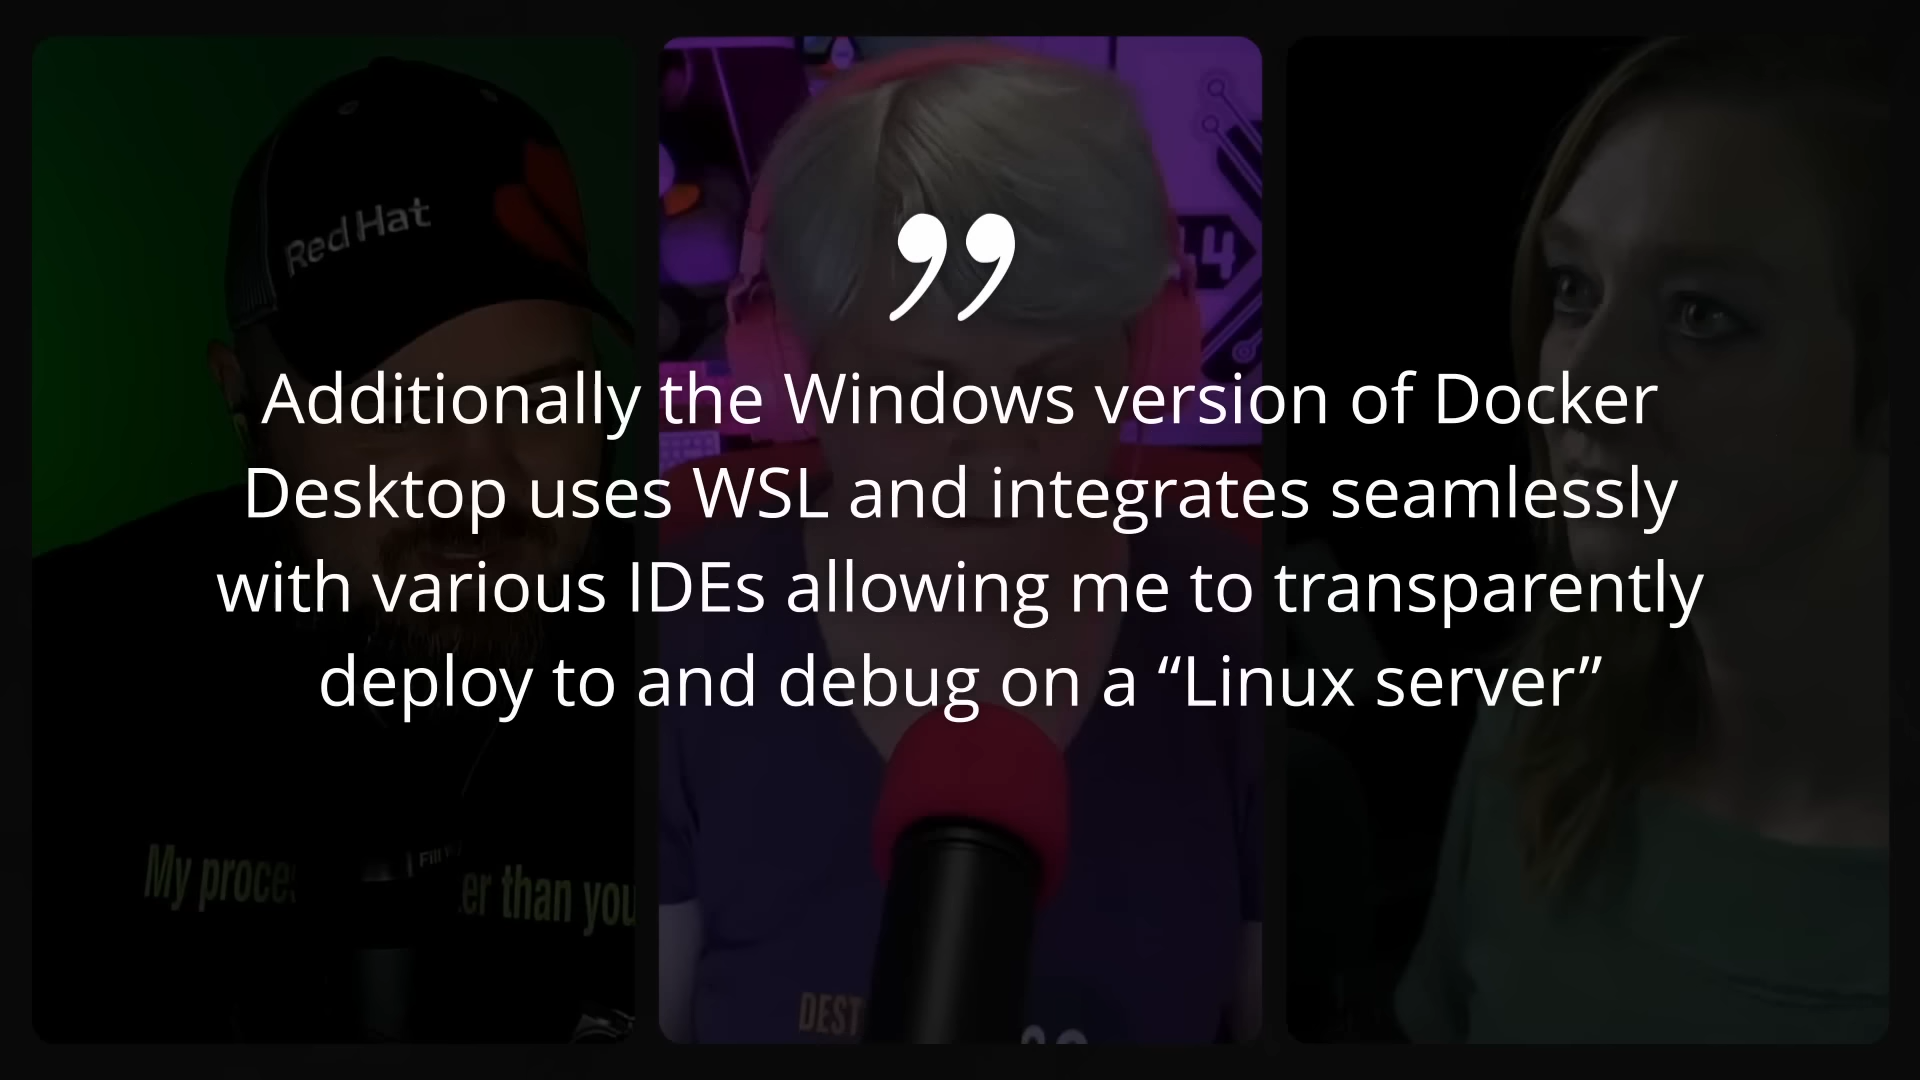 Red Hat
”
Additionally the Windows version of Docker
Desktop uses WSL and integrates seamlessly
with various IDEs allowing me to transparently
deploy to and debug on a “Linux server”
My
er than you
DEST